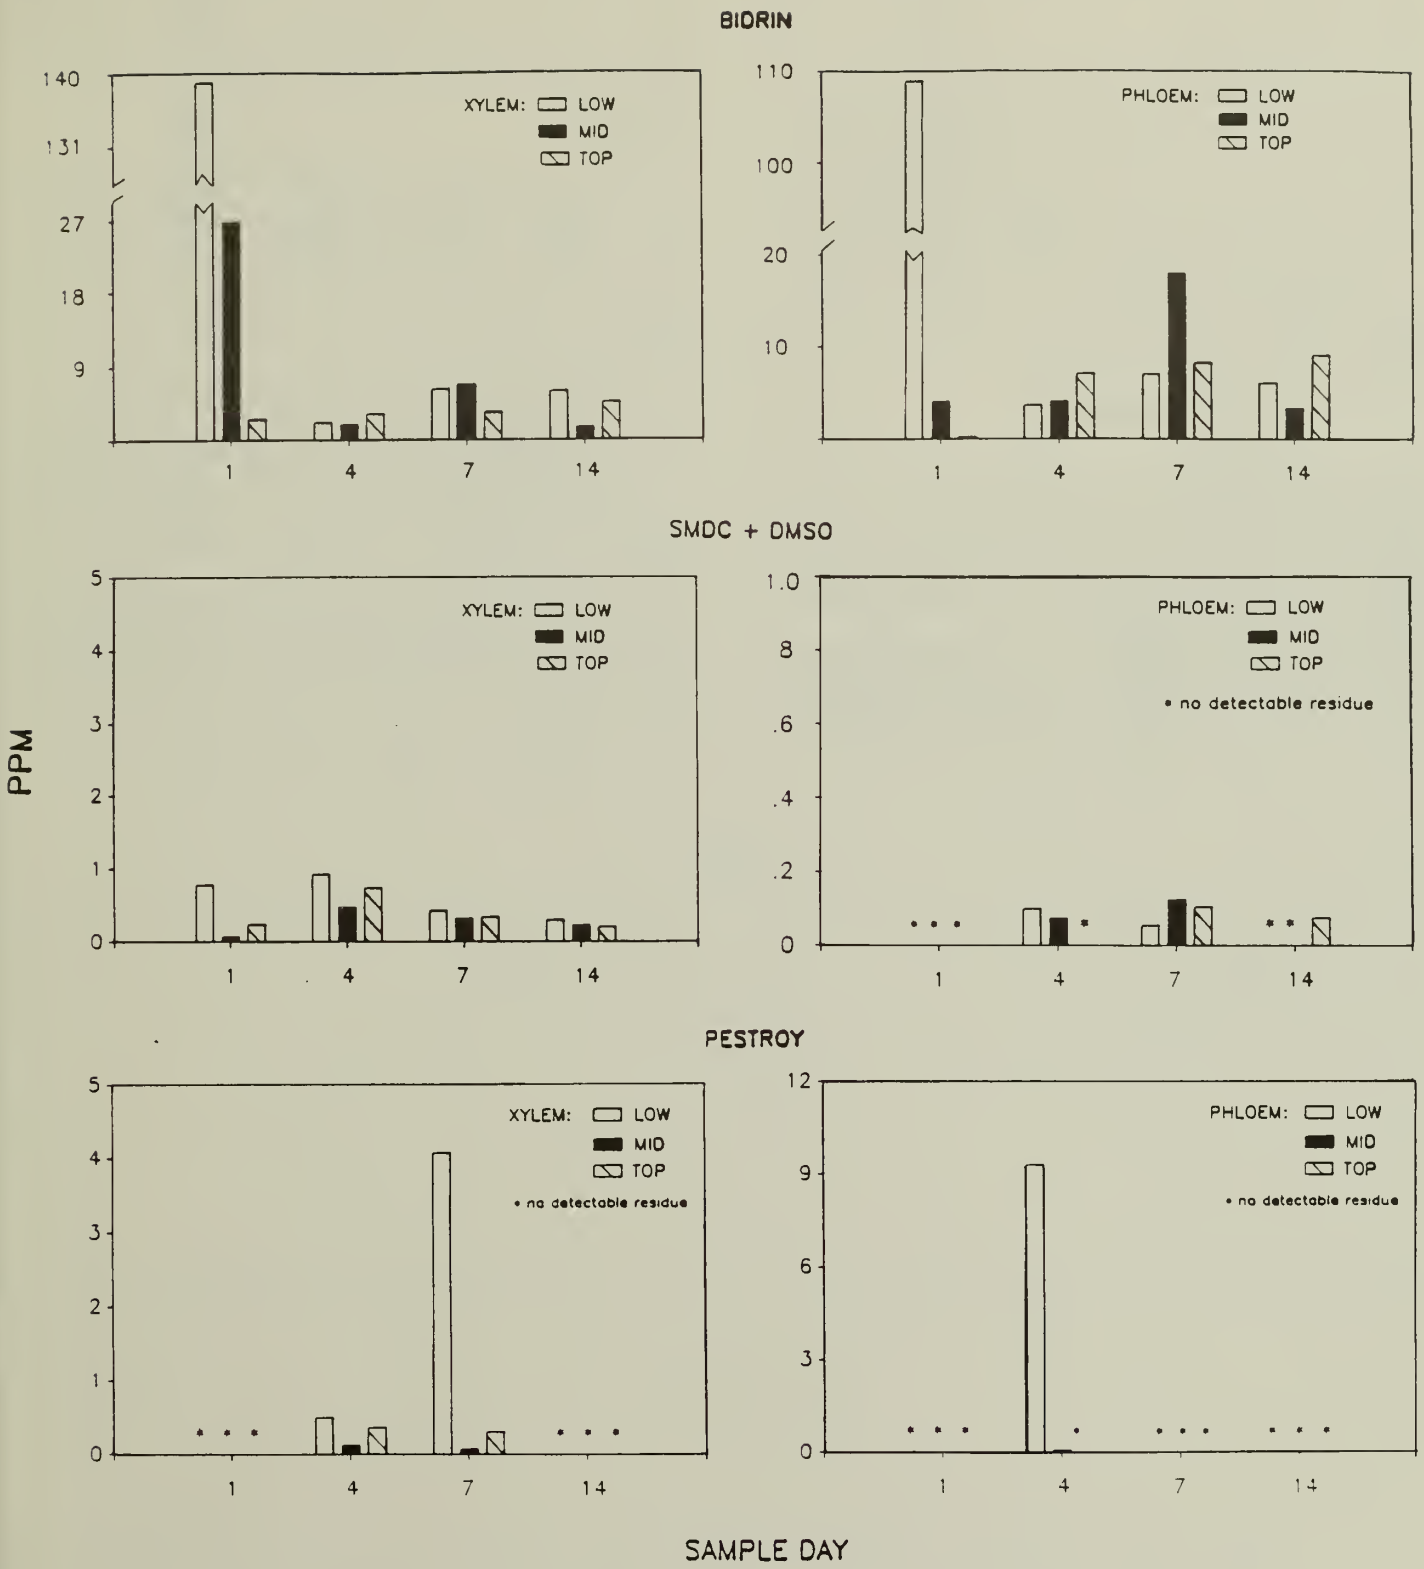 BIDRIN
140
131
27
18
9
XYLEM: LOW
MID
TOP
1 4 7 14
110
100
20
10
PHLOEM: LOW
MID
TOP
1 4 7 14
SMDC + DMSO
PPM
5
4
3
2
1
0
XYLEM: LOW
MID
TOP
1 4 7 14
1.0
.8
.6
.4
.2
0
PHLOEM: LOW
MID
TOP
* no detectable residue
* * * * * *
1 4 7 14
PESTROY
5
4
3
2
1
0
XYLEM: LOW
MID
TOP
* no detectable residue
* * * * * *
1 4 7 14
12
9
6
3
0
PHLOEM: LOW
MID
TOP
* no detectable residue
* * * * * * * * * *
1 4 7 14
SAMPLE DAY